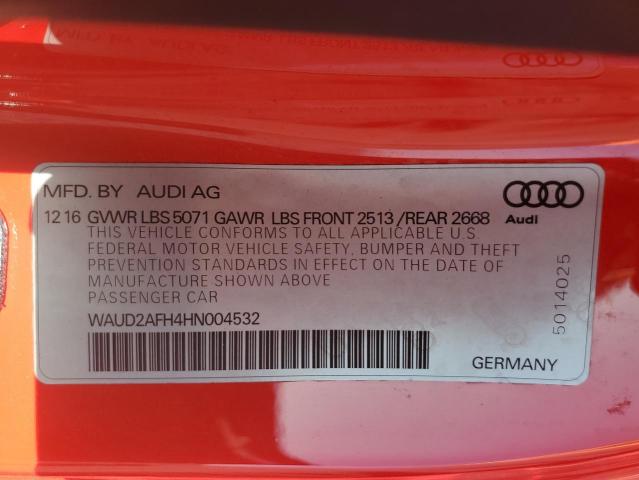 MFD. BY AUDI AG
12 16 GVWR LBS 5071 GAWR LBS FRONT 2513 /REAR 2668
Audi
THIS VEHICLE CONFORMS TO ALL APPLICABLE U.S.
FEDERAL MOTOR VEHICLE SAFETY, BUMPER AND THEFT
PREVENTION STANDARDS IN EFFECT ON THE DATE OF
MANUFACTURE SHOWN ABOVE
PASSENGER CAR
5014025
WAUD2AFH4HN004532
GERMANY